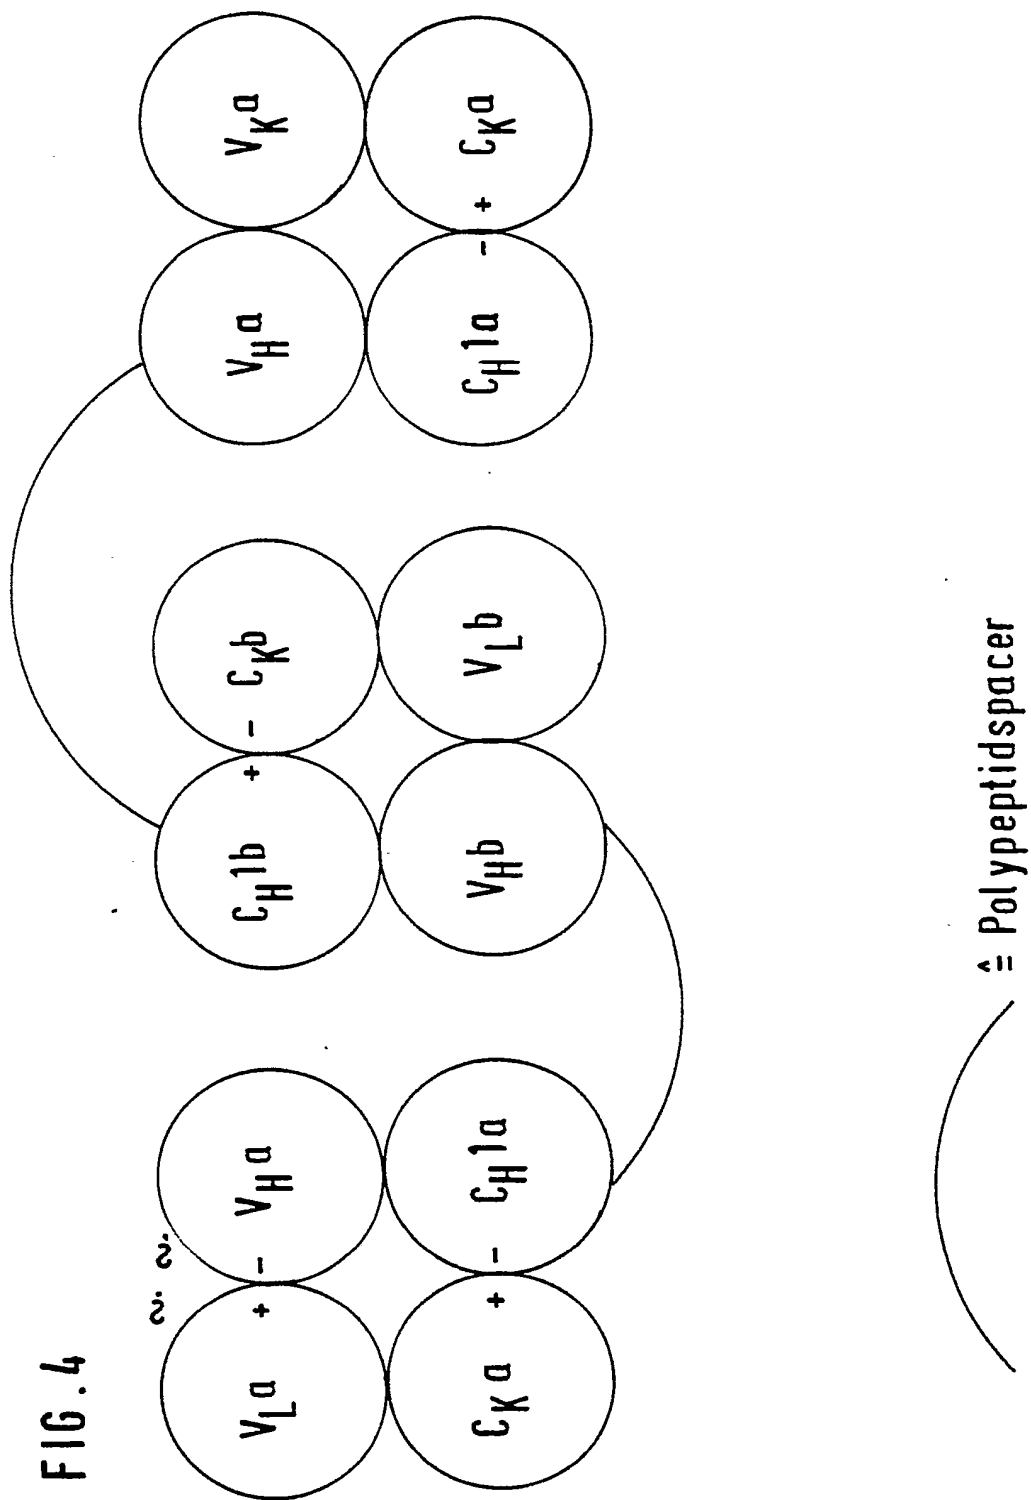 FIG.4
? ?
VLa + - VHa CH1b + - CKb VHa VKa
CKa + - CH1a VHb VLb CH1a - + CKa
≙ Polypeptidspacer